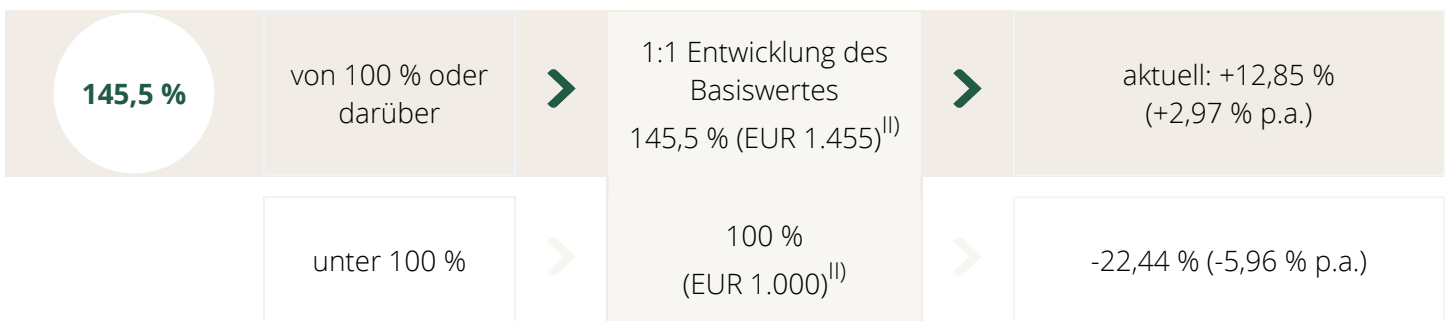 145,5 %
von 100 % oder
darüber
1:1 Entwicklung des
Basiswertes
145,5 % (EUR 1.455)II)
aktuell: +12,85 %
(+2,97 % p.a.)
unter 100 %
100 %
(EUR 1.000)II)
-22,44 % (-5,96 % p.a.)